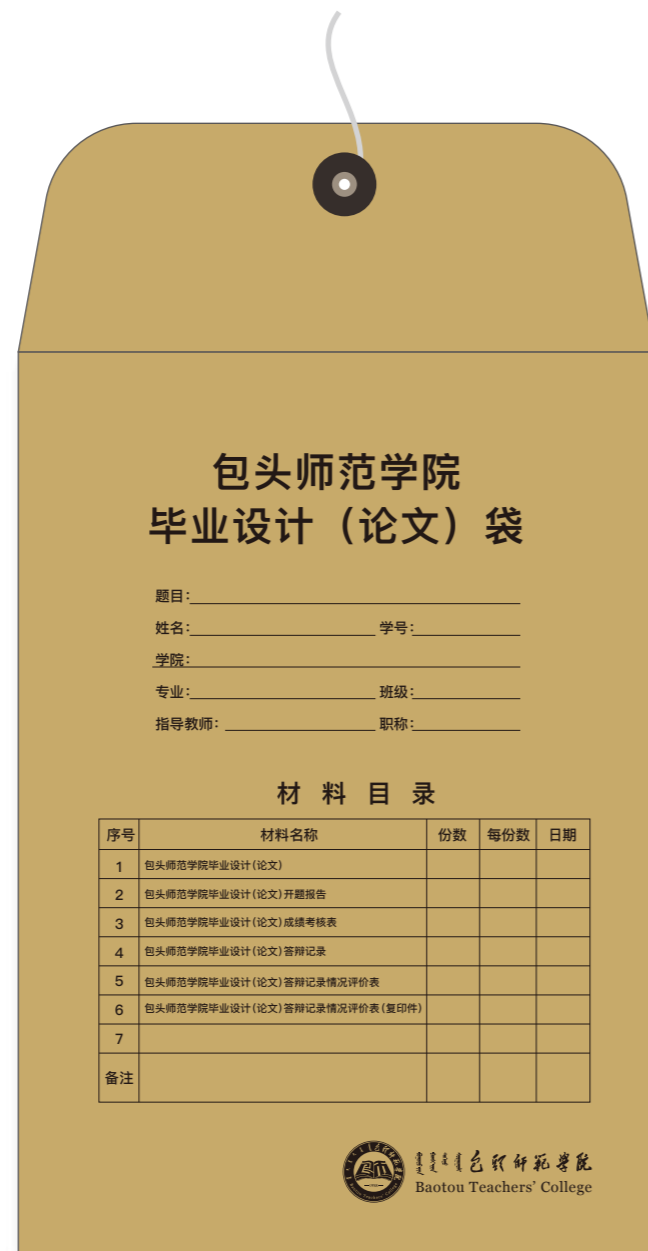 包头师范学院
毕业设计（论文）袋
题目:
姓名: 学号:
学院:
专业: 班级:
指导教师: 职称:
材料目录
序号 材料名称 份数 每份数 日期
1 包头师范学院毕业设计(论文)
2 包头师范学院毕业设计(论文)开题报告
3 包头师范学院毕业设计(论文)成绩考核表
4 包头师范学院毕业设计(论文)答辩记录
5 包头师范学院毕业设计(论文)答辩记录情况评价表
6 包头师范学院毕业设计(论文)答辩记录情况评价表(复印件)
7
备注
包頭師範學院
Baotou Teachers' College